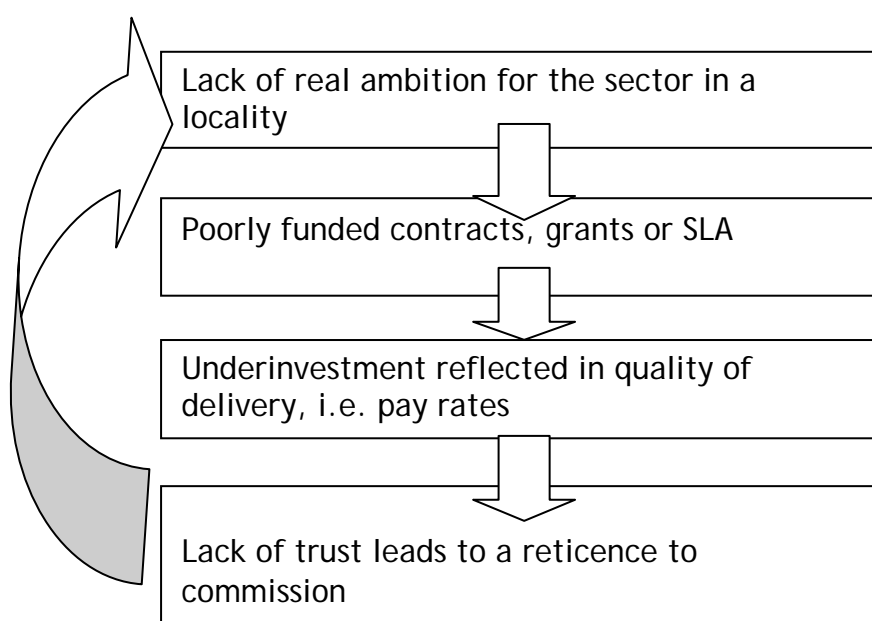 Lack of real ambition for the sector in a
locality
Poorly funded contracts, grants or SLA
Underinvestment reflected in quality of
delivery, i.e. pay rates
Lack of trust leads to a reticence to
commission